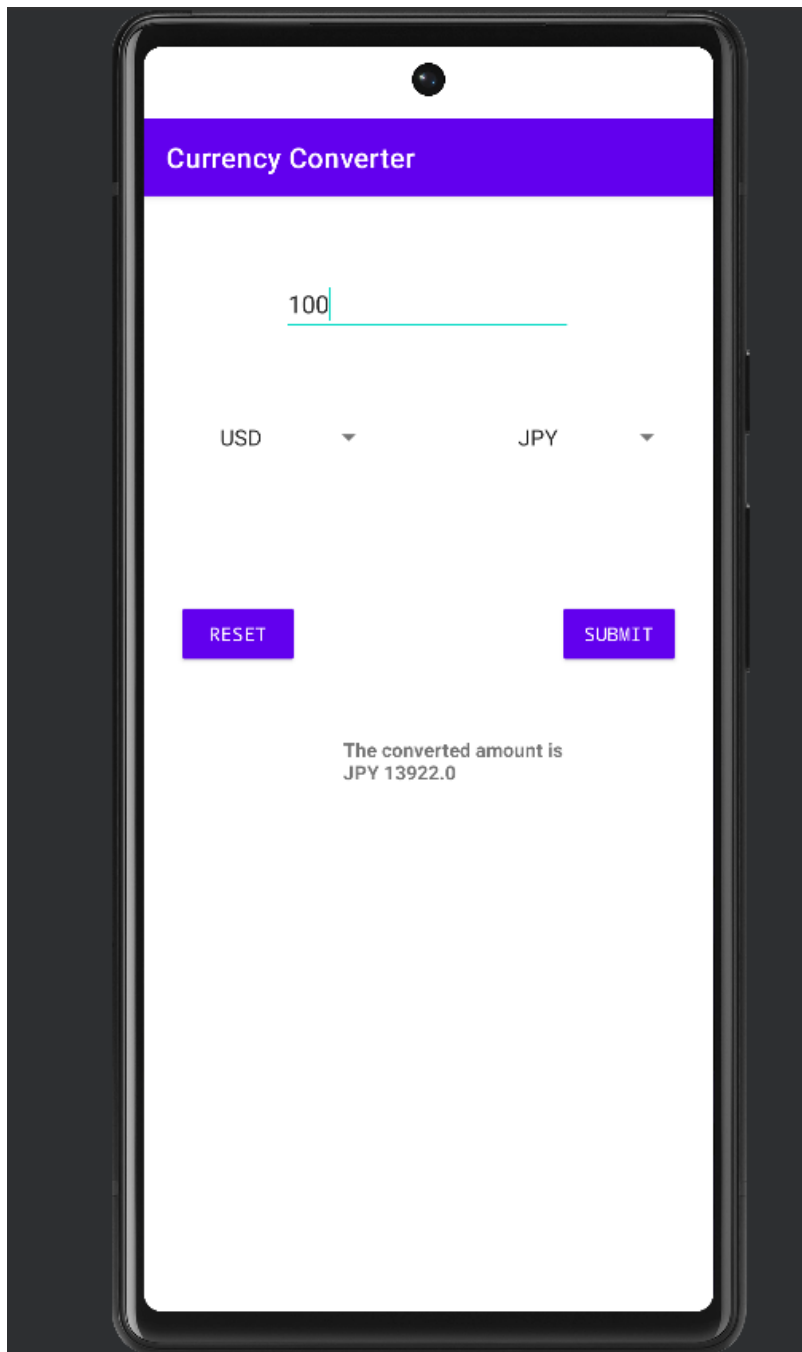 Currency Converter
100
USD JPY
RESET SUBMIT
The converted amount is
JPY 13922.0